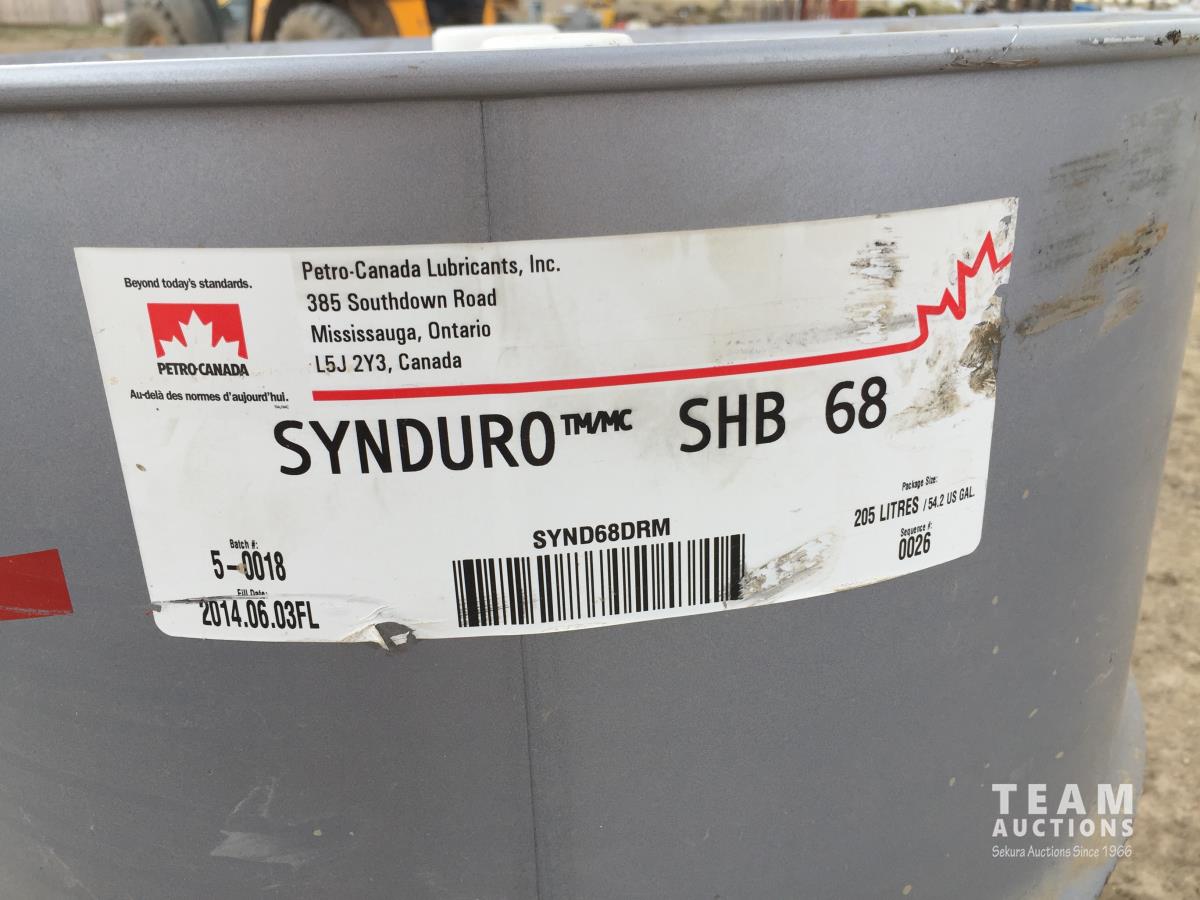 Beyond today's standards.
PETRO-CANADA
Au-delà des normes d'aujourd'hui.
TM/MC
Petro-Canada Lubricants, Inc.
385 Southdown Road
Mississauga, Ontario
L5J 2Y3, Canada
SYNDURO™/MC SHB 68
Package Size:
205 LITRES / 54.2 US GAL.
Sequence #:
0026
SYND68DRM
Batch #:
5-0018
Fill Date:
2014.06.03FL
TEAM
AUCTIONS
Sekura Auctions Since 1966